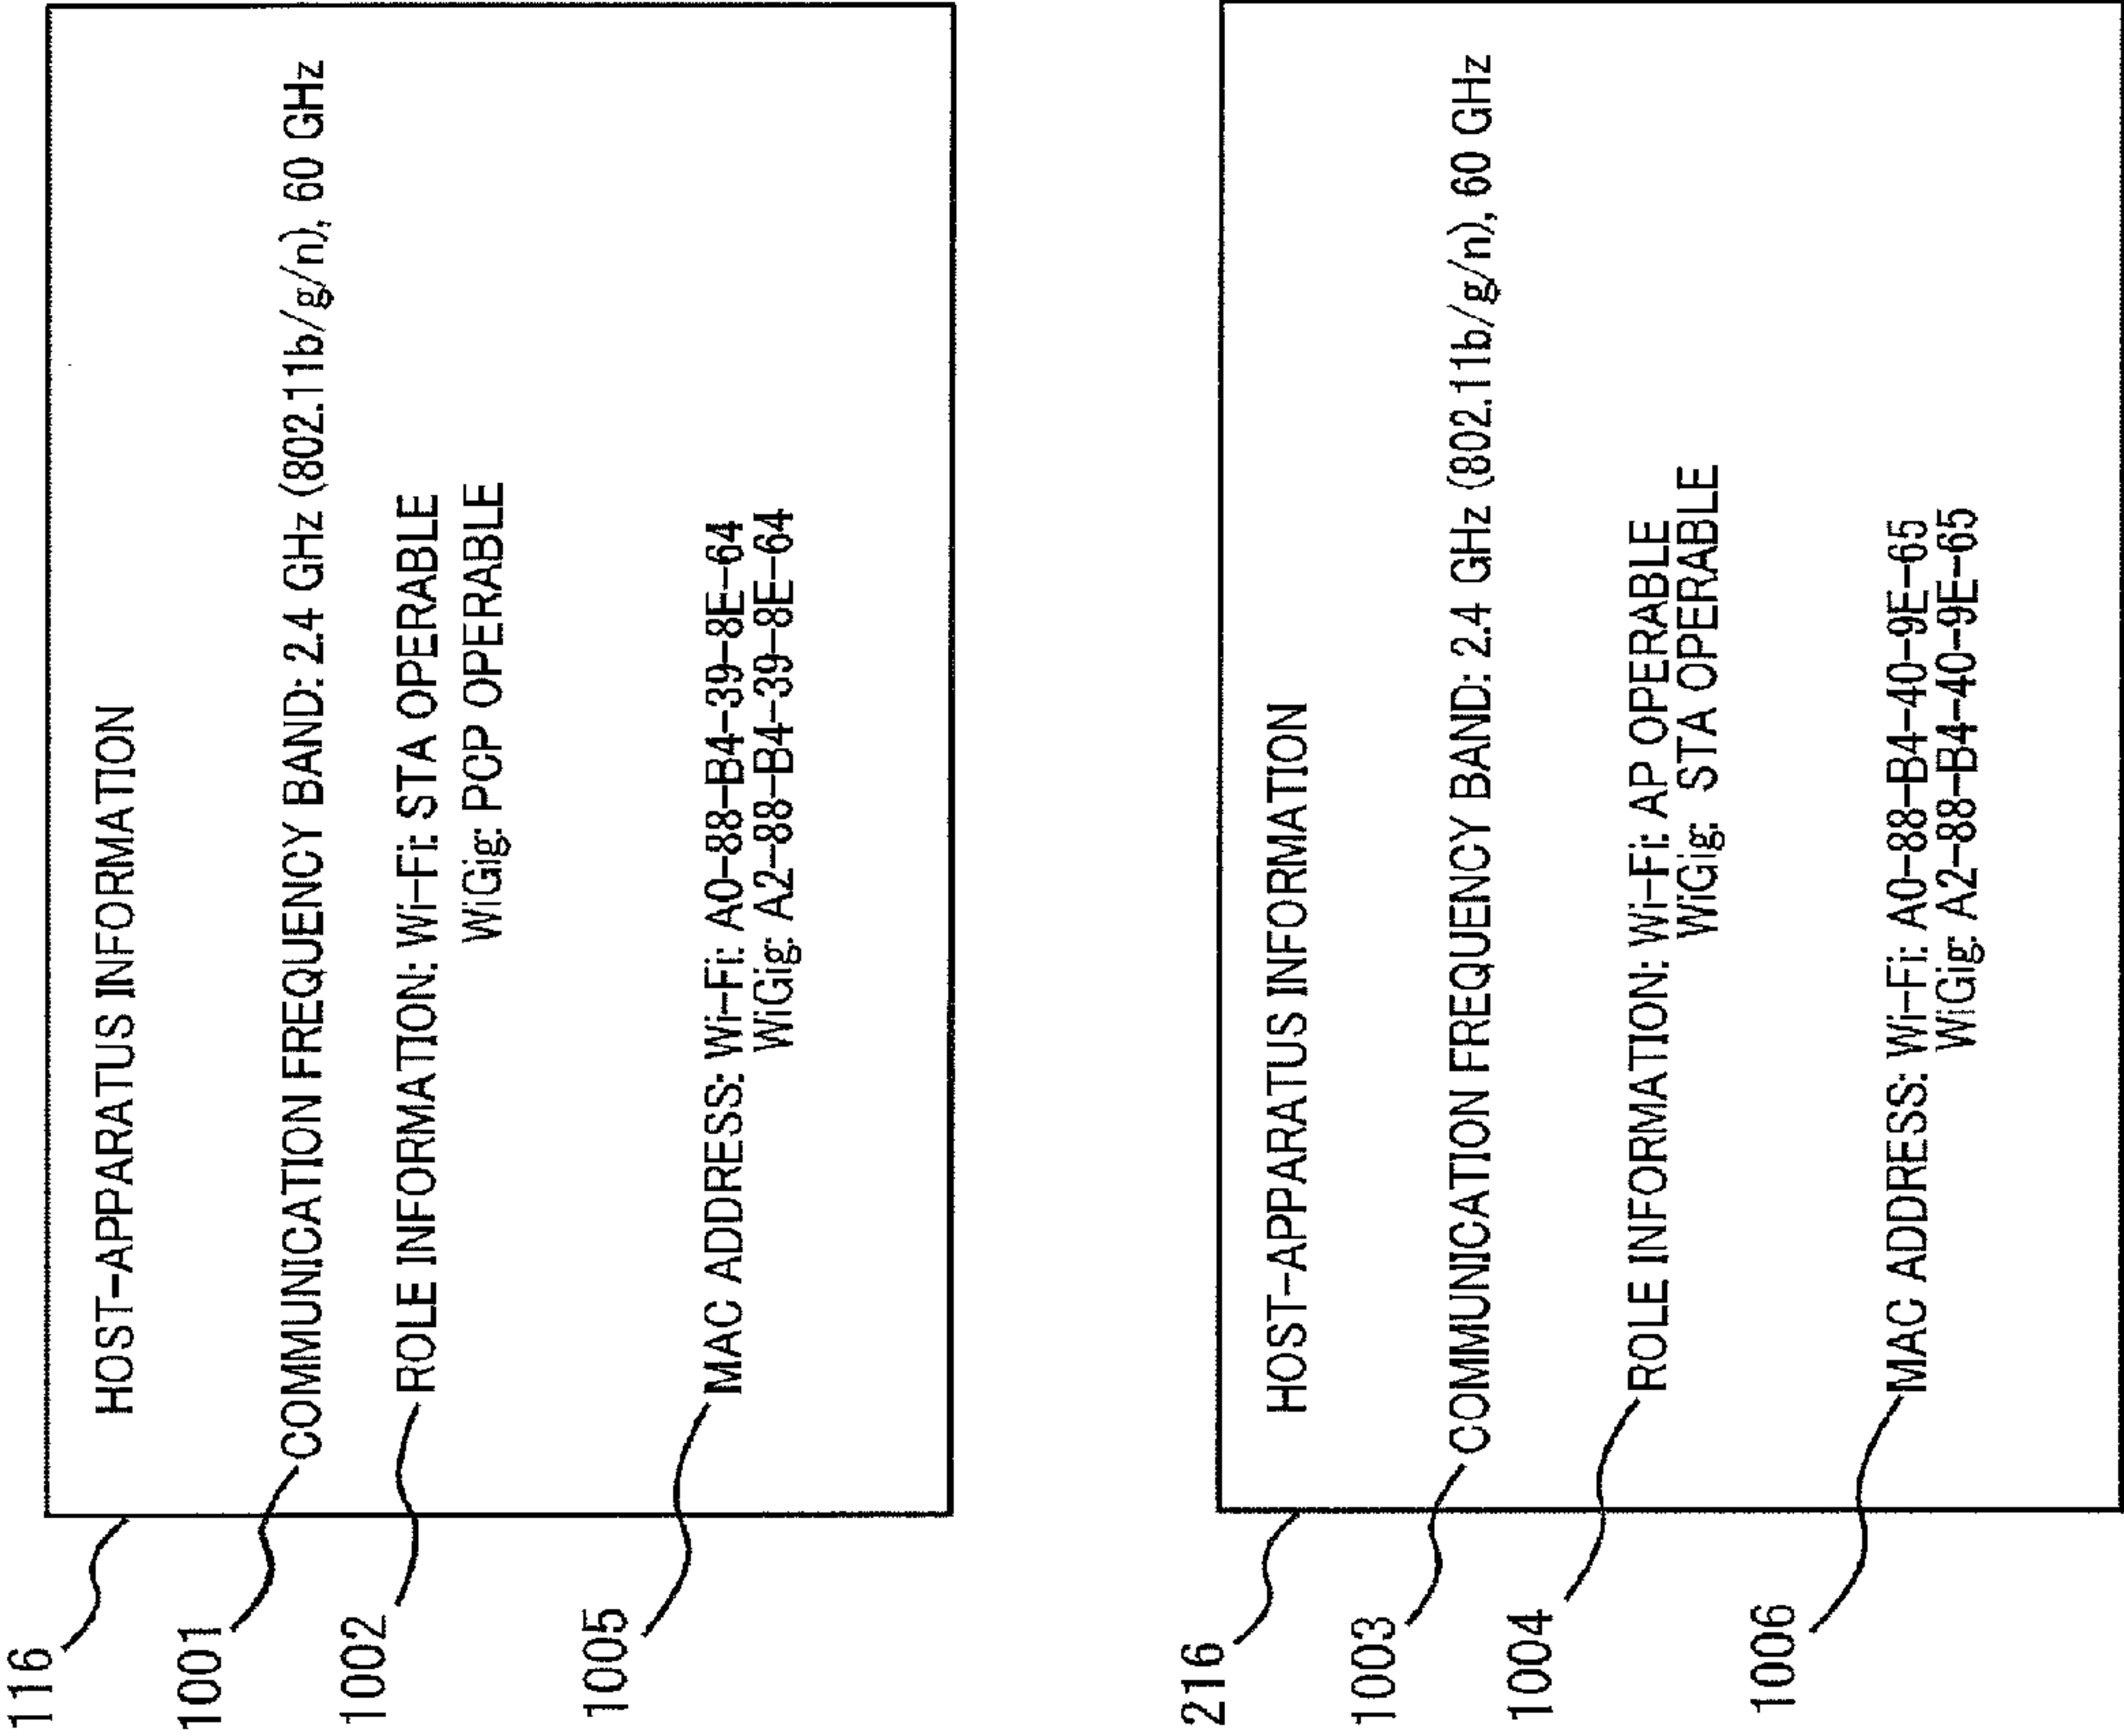 116
HOST-APPARATUS INFORMATION
1001
COMMUNICATION FREQUENCY BAND: 2.4 GHz (802.11b/g/n), 60 GHz
1002
ROLE INFORMATION: Wi-Fi: STA OPERABLE
WiGig: PCP OPERABLE
1005
MAC ADDRESS: Wi-Fi: A0-88-B4-39-8E-64
WiGig: A2-88-B4-39-8E-64
216
HOST-APPARATUS INFORMATION
1003
COMMUNICATION FREQUENCY BAND: 2.4 GHz (802.11b/g/n), 60 GHz
1004
ROLE INFORMATION: Wi-Fi: AP OPERABLE
WiGig: STA OPERABLE
1006
MAC ADDRESS: Wi-Fi: A0-88-B4-40-9E-65
WiGig: A2-88-B4-40-9E-65